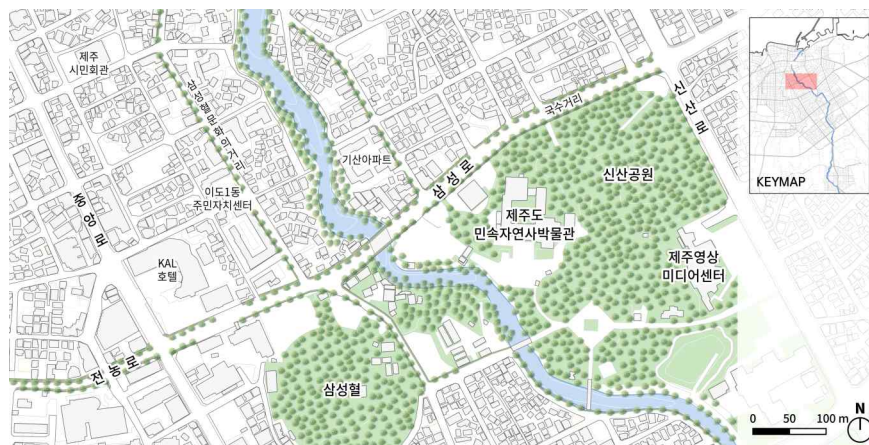 제주
시민회관
삼성혈문화의거리
이도1동
주민자치센터
중앙로
KAL
호텔
전농로
기산아파트
삼성로
국수거리
신산로
신산공원
제주도
민속자연사박물관
제주영상
미디어센터
삼성혈
KEYMAP
0 50 100 m
N